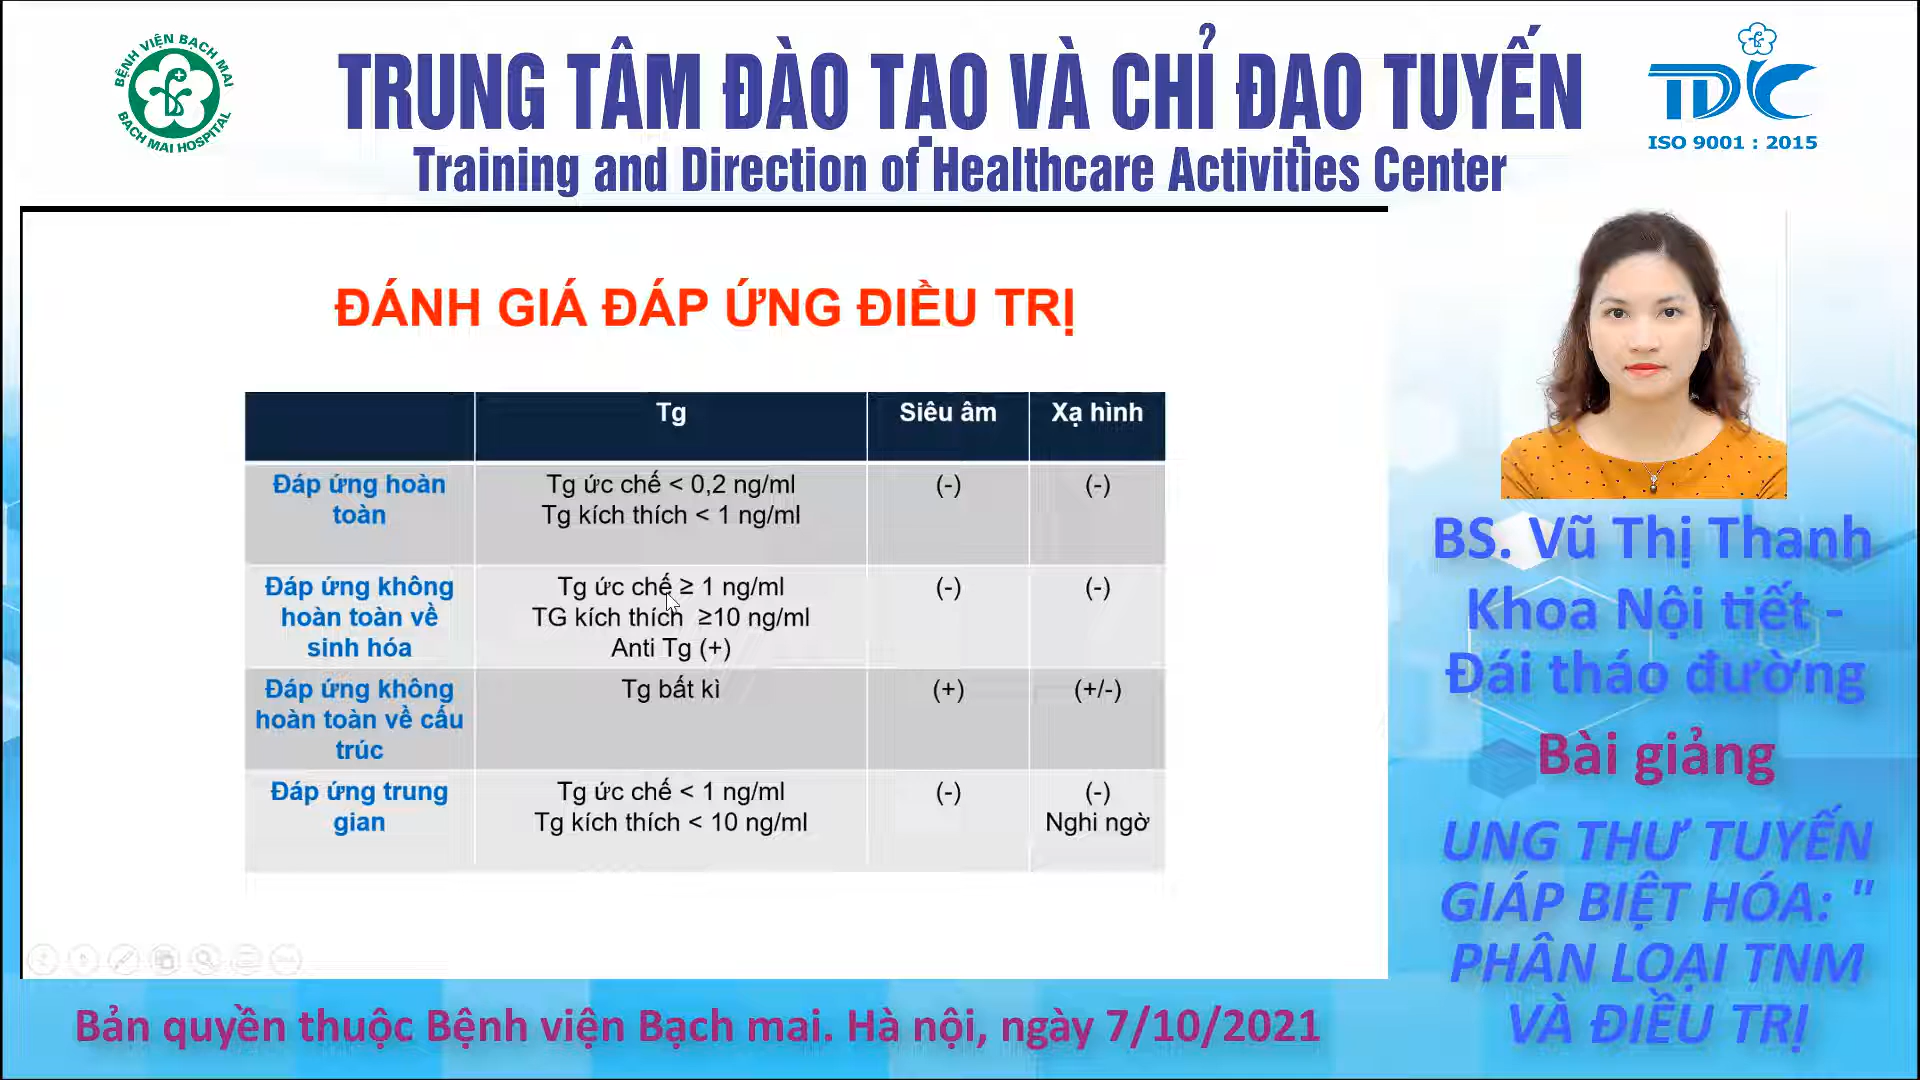 BỆNH VIỆN BẠCH MAI
BACH MAI HOSPITAL
TRUNG TÂM ĐÀO TẠO VÀ CHỈ ĐẠO TUYẾN
Training and Direction of Healthcare Activities Center
TDC
ISO 9001 : 2015
ĐÁNH GIÁ ĐÁP ỨNG ĐIỀU TRỊ
Tg Siêu âm Xạ hình
Đáp ứng hoàn toàn
Tg ức chế < 0,2 ng/ml
Tg kích thích < 1 ng/ml
(-) (-)
Đáp ứng không
hoàn toàn về
sinh hóa
Tg ức chế ≥ 1 ng/ml
TG kích thích ≥10 ng/ml
Anti Tg (+)
(-) (-)
Đáp ứng không
hoàn toàn về cấu
trúc
Tg bất kì
(+) (+/-)
Đáp ứng trung
gian
Tg ức chế < 1 ng/ml
Tg kích thích < 10 ng/ml
(-) (-)
Nghi ngờ
BS. Vũ Thị Thanh
Khoa Nội tiết -
Đái tháo đường
Bài giảng
UNG THƯ TUYẾN
GIÁP BIỆT HÓA: "
PHÂN LOẠI TNM
VÀ ĐIỀU TRỊ
Bản quyền thuộc Bệnh viện Bạch mai. Hà nội, ngày 7/10/2021